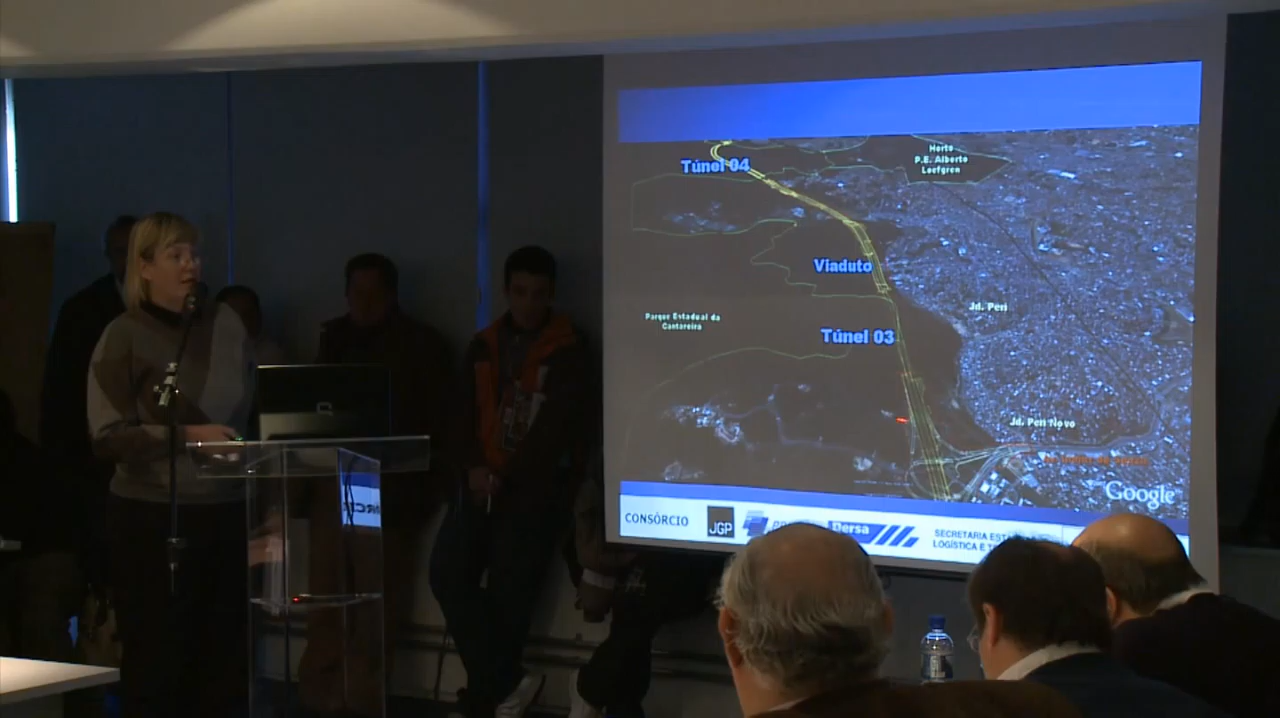 Horto
P.E. Alberto
Loefgren
Túnel 04
Viaduto
Jd. Peri
Parque Estadual da
Cantareira
Túnel 03
Jd. Peri Novo
Google
CONSÓRCIO
JGP
Dersa
SECRETARIA
LOGÍSTICA E